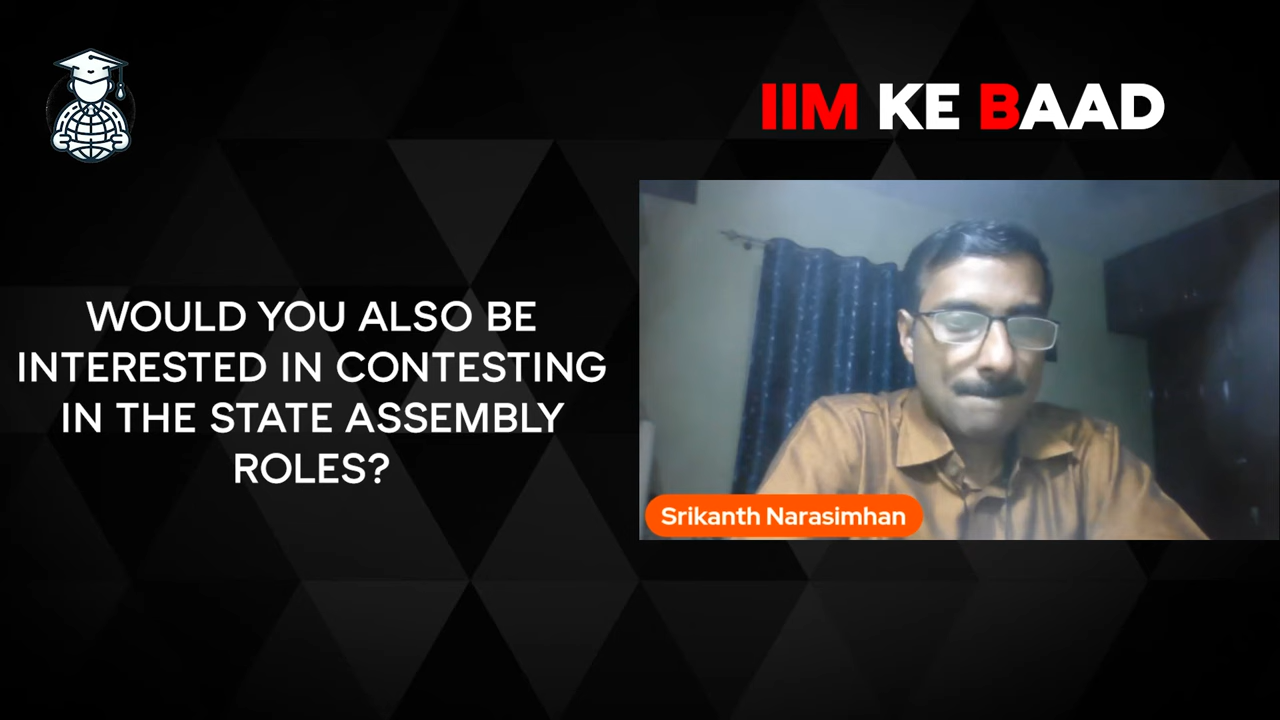 IIM KE BAAD
WOULD YOU ALSO BE
INTERESTED IN CONTESTING
IN THE STATE ASSEMBLY
ROLES?
Srikanth Narasimhan